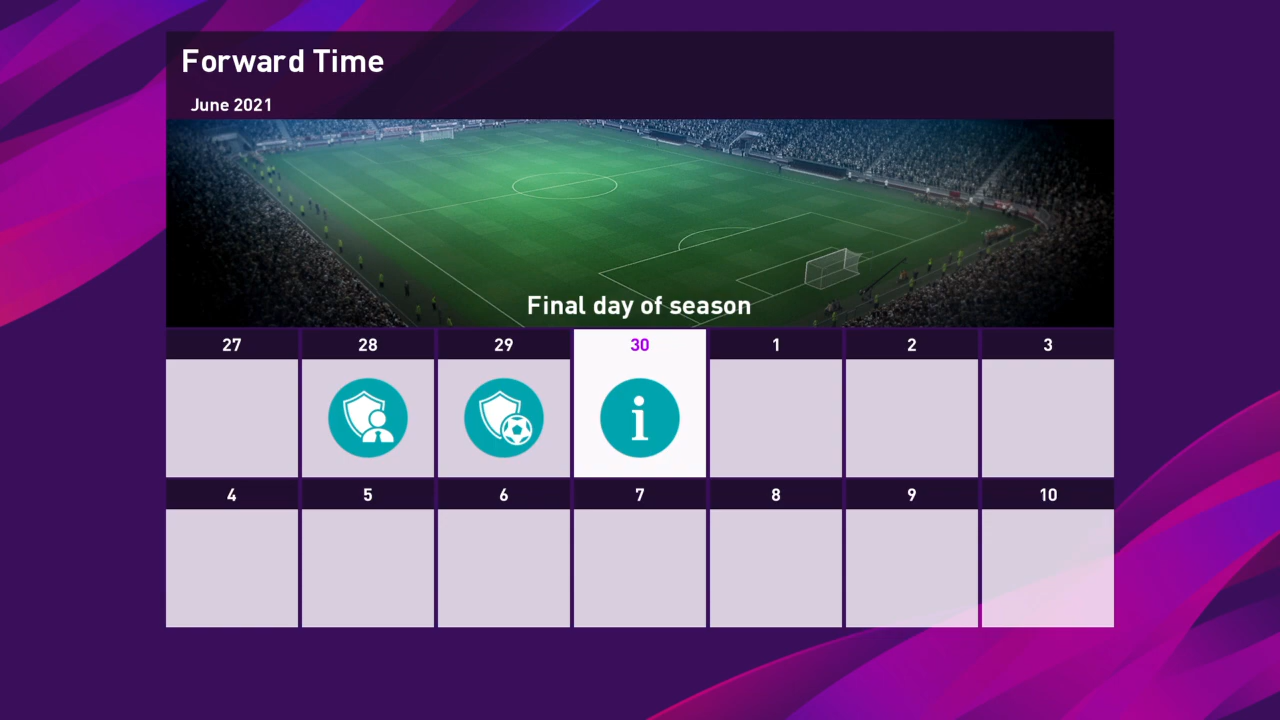 Forward Time
June 2021
Final day of season
27 28 29 30 1 2 3
4 5 6 7 8 9 10